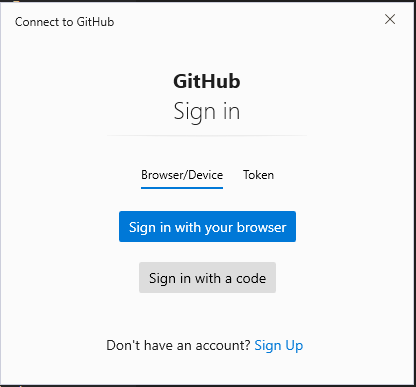 Connect to GitHub
GitHub
Sign in
Browser/Device Token
Sign in with your browser
Sign in with a code
Don't have an account? Sign Up